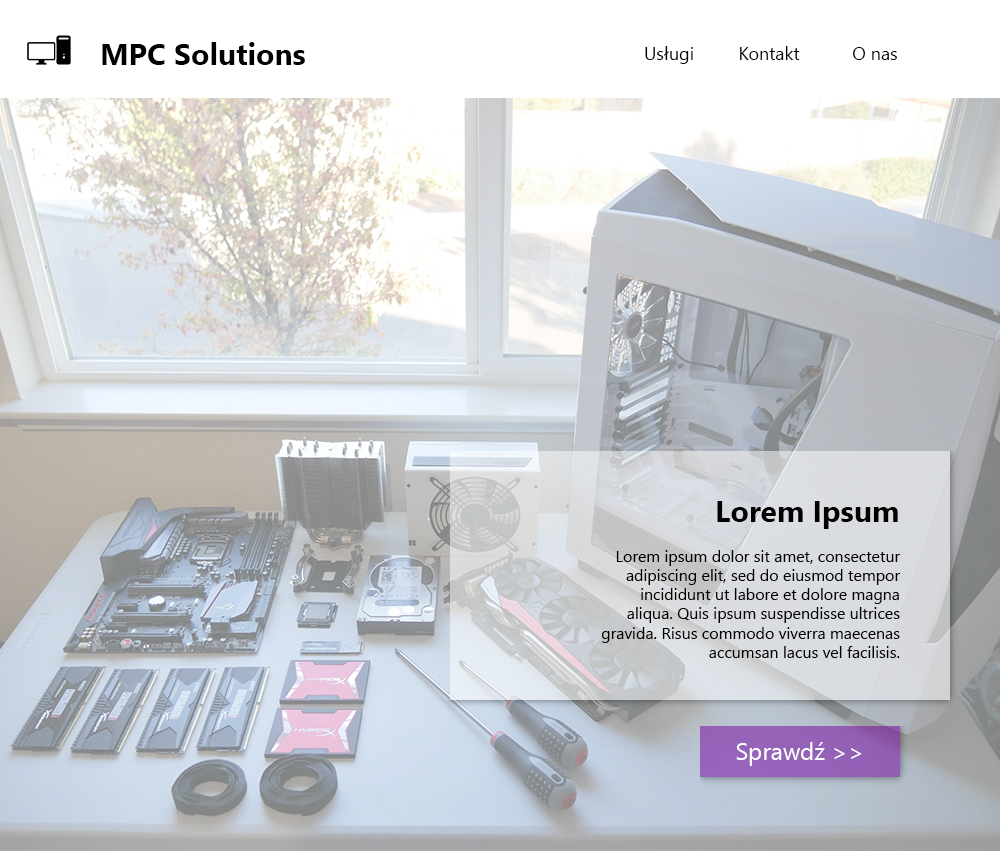 MPC Solutions
Usługi Kontakt O nas
Lorem Ipsum
Lorem ipsum dolor sit amet, consectetur
adipiscing elit, sed do eiusmod tempor
incididunt ut labore et dolore magna
aliqua. Quis ipsum suspendisse ultrices
gravida. Risus commodo viverra maecenas
accumsan lacus vel facilisis.
Sprawdź >>